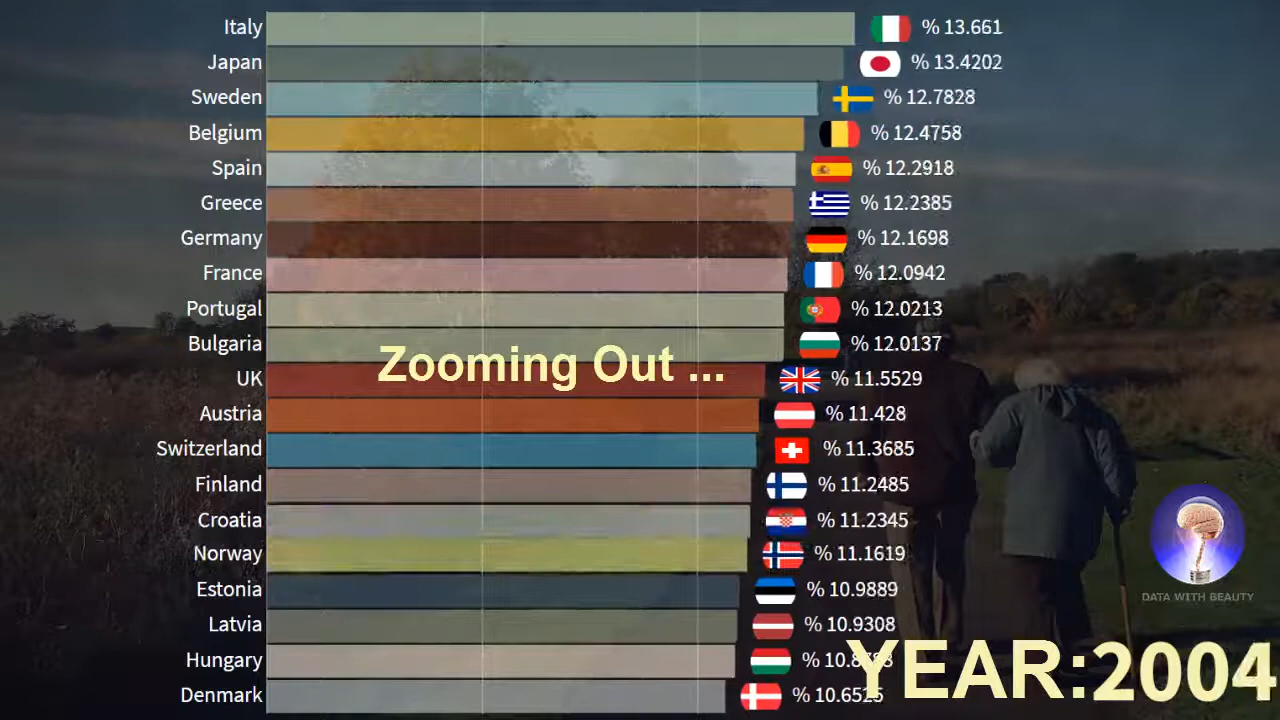 Italy % 13.661
Japan % 13.4202
Sweden % 12.7828
Belgium % 12.4758
Spain % 12.2918
Greece % 12.2385
Germany % 12.1698
France % 12.0942
Portugal % 12.0213
Bulgaria % 12.0137
Zooming Out ...
UK % 11.5529
Austria % 11.428
Switzerland % 11.3685
Finland % 11.2485
Croatia % 11.2345
Norway % 11.1619
Estonia % 10.9889
DATA WITH BEAUTY
Latvia % 10.9308
Hungary %
YEAR:2004
Denmark %